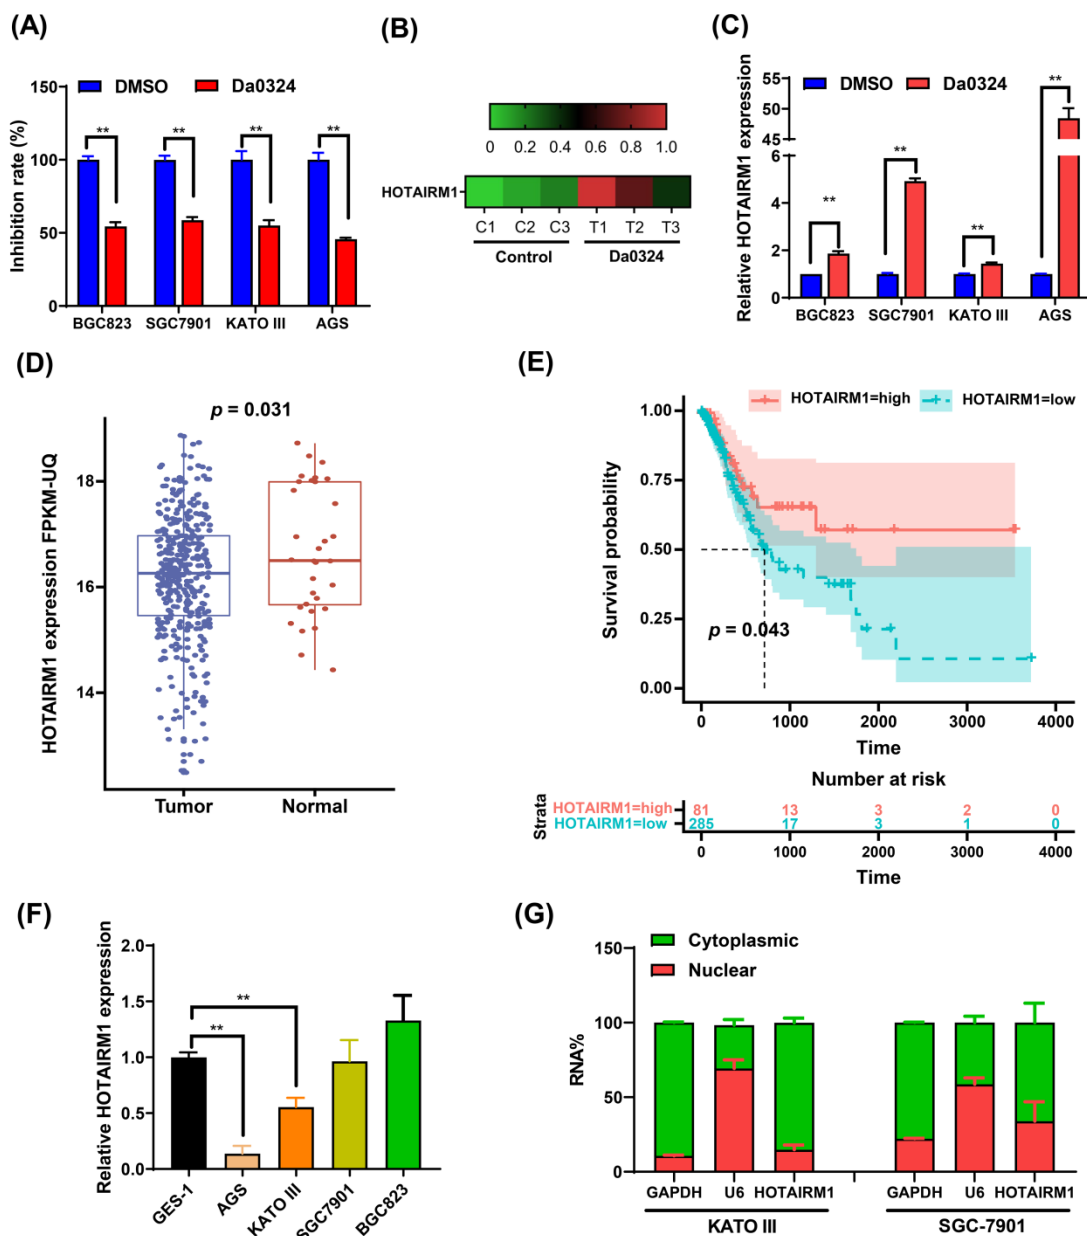 (A)
DMSO
Da0324
Inhibition rate (%)
150
100
50
0
**
**
**
**
BGC823
SGC7901
KATO III
AGS
(B)
0
0.2
0.4
0.6
0.8
1.0
HOTAIRM1
C1
C2
C3
T1
T2
T3
Control
Da0324
(C)
DMSO
Da0324
Relative HOTAIRM1 expression
55
50
45
6
4
2
0
**
**
**
**
BGC823
SGC7901
KATO III
AGS
(D)
p = 0.031
HOTAIRM1 expression FPKM-UQ
18
16
14
Tumor
Normal
(E)
HOTAIRM1=high
HOTAIRM1=low
Survival probability
1.00
0.75
0.50
0.25
0.00
p = 0.043
0
1000
2000
3000
4000
Time
Number at risk
Strata
HOTAIRM1=high
81
13
3
2
0
HOTAIRM1=low
285
17
3
1
0
0
1000
2000
3000
4000
Time
(F)
Relative HOTAIRM1 expression
2.0
1.5
1.0
0.5
0.0
**
**
GES-1
AGS
KATO III
SGC7901
BGC823
(G)
Cytoplasmic
Nuclear
RNA%
150
100
50
0
GAPDH
U6
HOTAIRM1
GAPDH
U6
HOTAIRM1
KATO III
SGC-7901